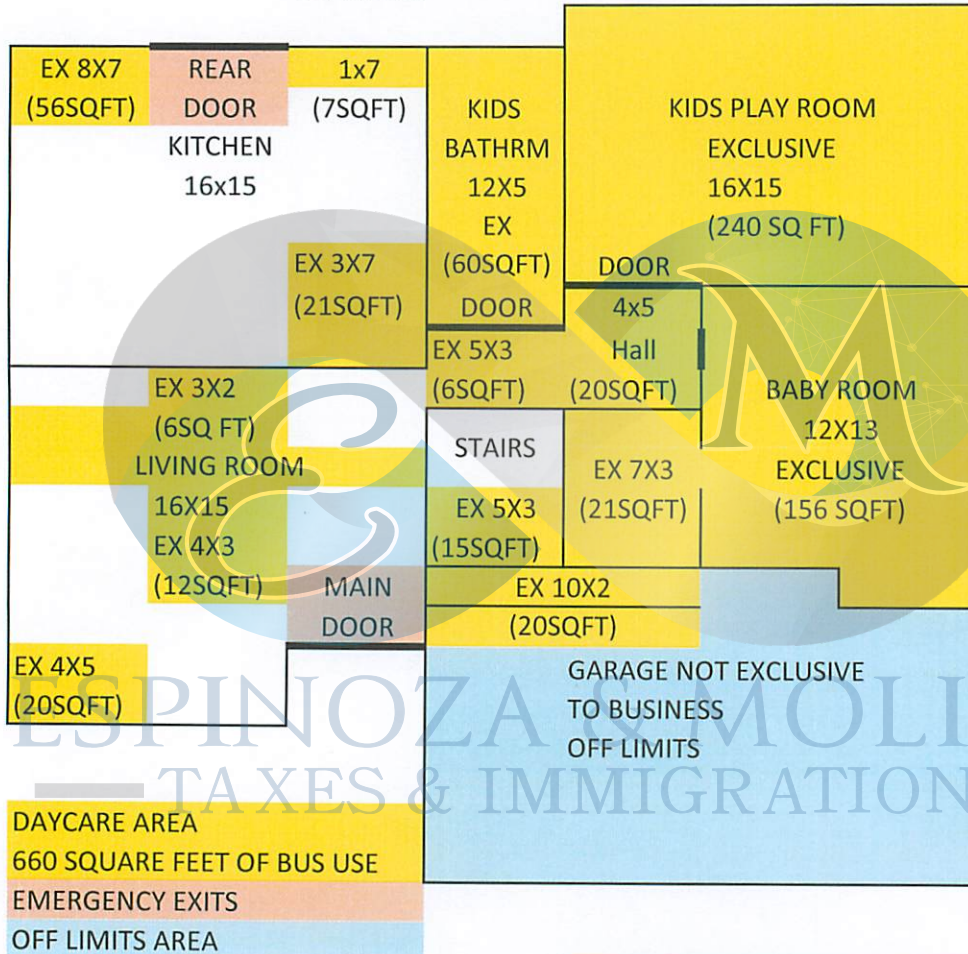 EX 8X7
(56SQFT)
REAR
DOOR
1x7
(7SQFT)
KITCHEN
16x15
EX 3X7
(21SQFT)
KIDS
BATHRM
12X5
EX
(60SQFT)
DOOR
KIDS PLAY ROOM
EXCLUSIVE
16X15
(240 SQ FT)
DOOR
EX 5X3
(6SQFT)
4x5
Hall
(20SQFT)
BABY ROOM
12X13
EXCLUSIVE
(156 SQFT)
EX 3X2
(6SQ FT)
LIVING ROOM
16X15
EX 4X3
(12SQFT)
MAIN
DOOR
EX 4X5
(20SQFT)
STAIRS
EX 5X3
(15SQFT)
EX 7X3
(21SQFT)
EX 10X2
(20SQFT)
GARAGE NOT EXCLUSIVE
TO BUSINESS
OFF LIMITS
E M
ESPINOZA & MOLI
TAXES & IMMIGRATION
DAYCARE AREA
660 SQUARE FEET OF BUS USE
EMERGENCY EXITS
OFF LIMITS AREA